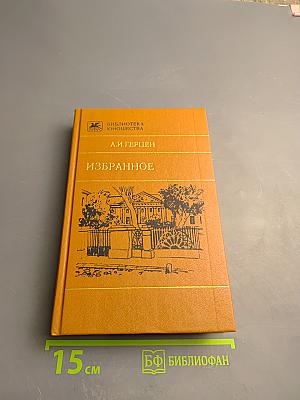 БИБЛИОТЕКА
ЮНОШЕСТВА
А.И.ГЕРЦЕН
ИЗБРАННОЕ
15 см
БФ БИБЛИОФАН